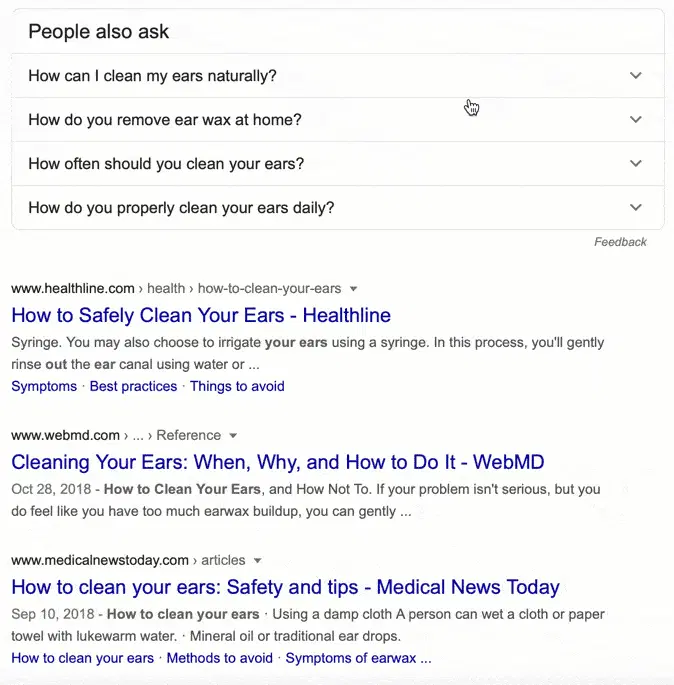 People also ask
How can I clean my ears naturally?
How do you remove ear wax at home?
How often should you clean your ears?
How do you properly clean your ears daily?
Feedback
www.healthline.com › health › how-to-clean-your-ears
How to Safely Clean Your Ears - Healthline
Syringe. You may also choose to irrigate your ears using a syringe. In this process, you'll gently
rinse out the ear canal using water or ...
Symptoms · Best practices · Things to avoid
www.webmd.com › ... › Reference
Cleaning Your Ears: When, Why, and How to Do It - WebMD
Oct 28, 2018 - How to Clean Your Ears, and How Not To. If your problem isn't serious, but you
do feel like you have too much earwax buildup, you can gently ...
www.medicalnewstoday.com › articles
How to clean your ears: Safety and tips - Medical News Today
Sep 10, 2018 - How to clean your ears · Using a damp cloth A person can wet a cloth or paper
towel with lukewarm water. · Mineral oil or traditional ear drops.
How to clean your ears · Methods to avoid · Symptoms of earwax ...